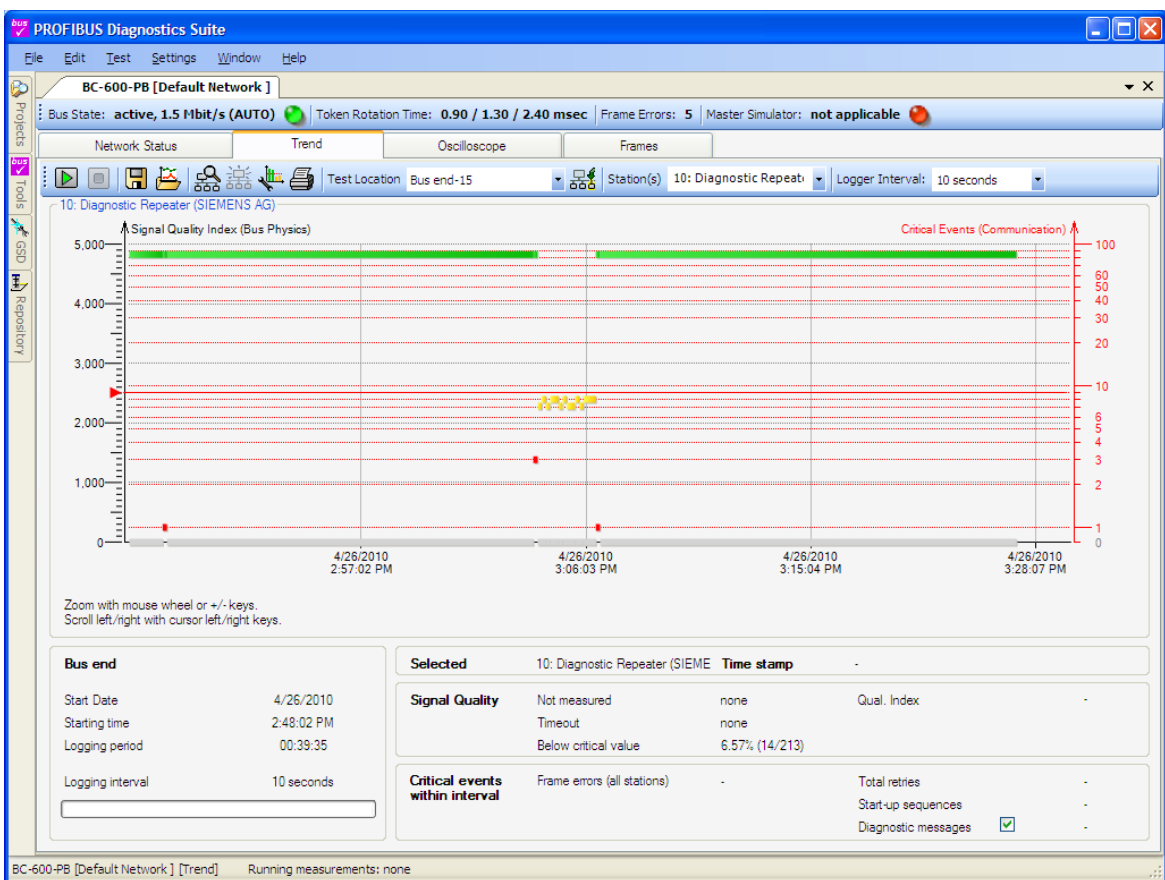 PROFIBUS Diagnostics Suite
File Edit Test Settings Window Help
BC-600-PB [Default Network ]
Bus State: active, 1.5 Mbit/s (AUTO) Token Rotation Time: 0.90 / 1.30 / 2.40 msec Frame Errors: 5 Master Simulator: not applicable
Network Status Trend Oscilloscope Frames
Test Location Bus end-15 Station(s) 10: Diagnostic Repeat Logger Interval: 10 seconds
bus
Projects
bus
Tools
GSD
Repository
10: Diagnostic Repeater (SIEMENS AG)
Signal Quality Index (Bus Physics) Critical Events (Communication)
5,000
4,000
3,000
2,000
1,000
0
100
60
50
40
30
20
10
6
5
4
3
2
1
0
4/26/2010 4/26/2010 4/26/2010 4/26/2010
2:57:02 PM 3:06:03 PM 3:15:04 PM 3:28:07 PM
Zoom with mouse wheel or +/- keys.
Scroll left/right with cursor left/right keys.
Bus end
Start Date 4/26/2010
Starting time 2:48:02 PM
Logging period 00:39:35
Logging interval 10 seconds
Selected 10: Diagnostic Repeater (SIEME Time stamp -
Signal Quality Not measured none Qual. Index -
Timeout none
Below critical value 6.57% (14/213)
Critical events Frame errors (all stations) - Total retries -
within interval
Start-up sequences -
Diagnostic messages -
BC-600-PB [Default Network ] [Trend] Running measurements: none